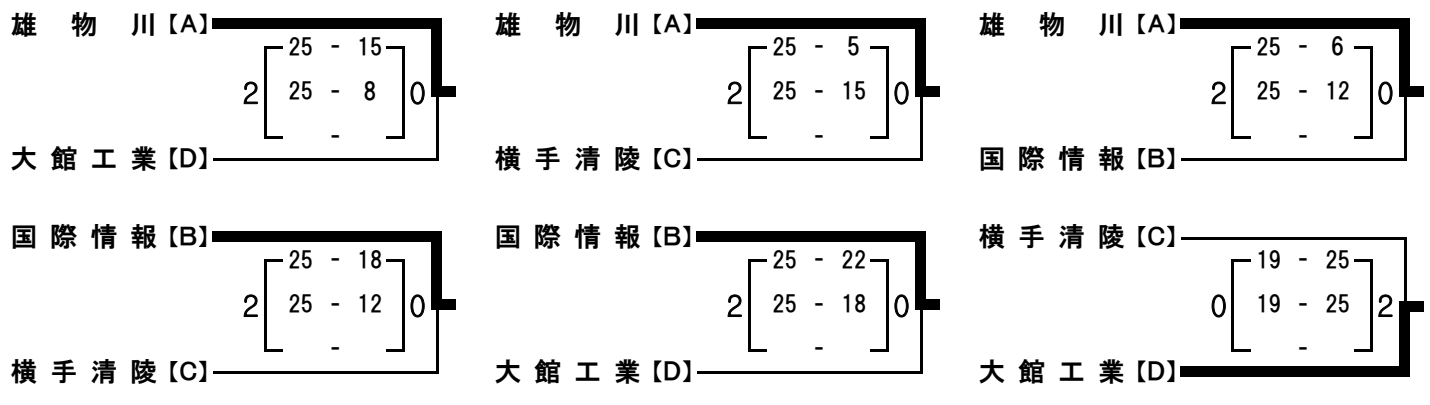 雄物川【A】 雄物川【A】 雄物川【A】
25 - 15 25 - 5 25 - 6
2 25 - 8 0 2 25 - 15 0 2 25 - 12 0
- - -
大館工業【D】 横手清陵【C】 国際情報【B】
国際情報【B】 国際情報【B】 横手清陵【C】
25 - 18 25 - 22 19 - 25
2 25 - 12 0 2 25 - 18 0 0 19 - 25 2
- - -
横手清陵【C】 大館工業【D】 大館工業【D】